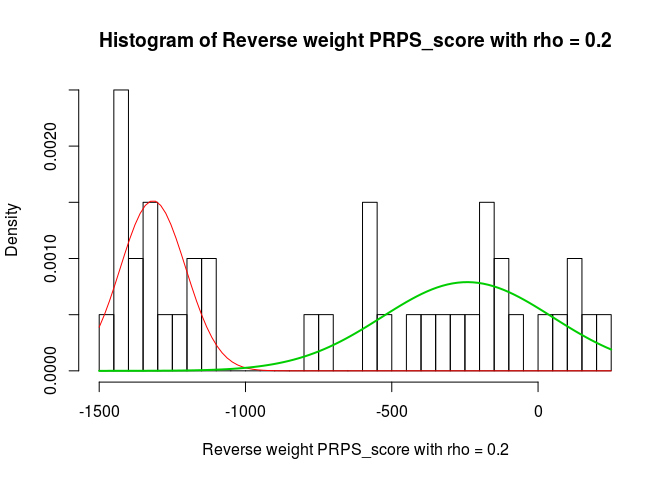 Histogram of Reverse weight PRPS_score with rho = 0.2
Density
0.0020
0.0010
0.0000
-1500 -1000 -500 0
Reverse weight PRPS_score with rho = 0.2